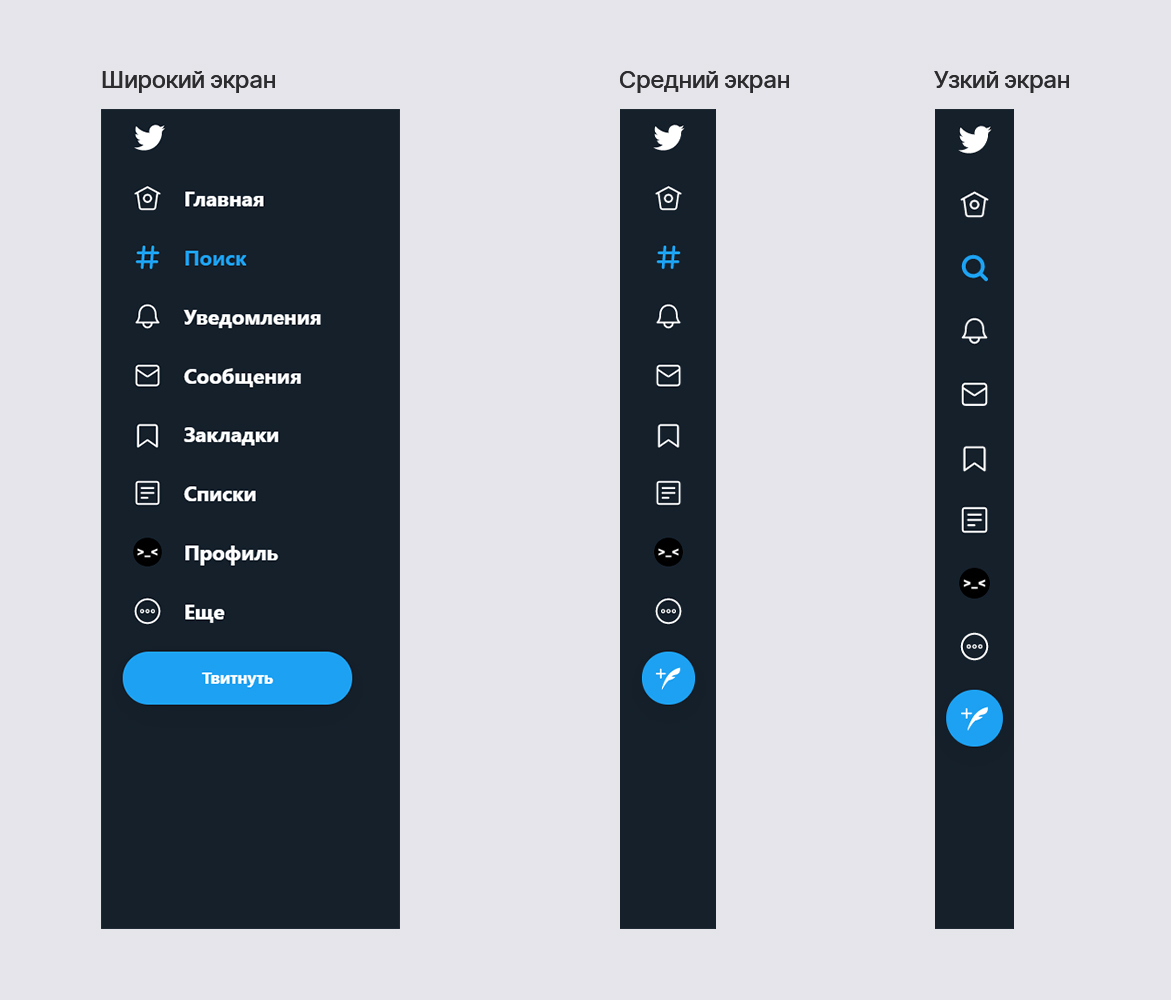 Широкий экран
Средний экран
Узкий экран
Главная
Поиск
Уведомления
Сообщения
Закладки
Списки
>_< Профиль
Еще
Твитнуть
>_<
>_<